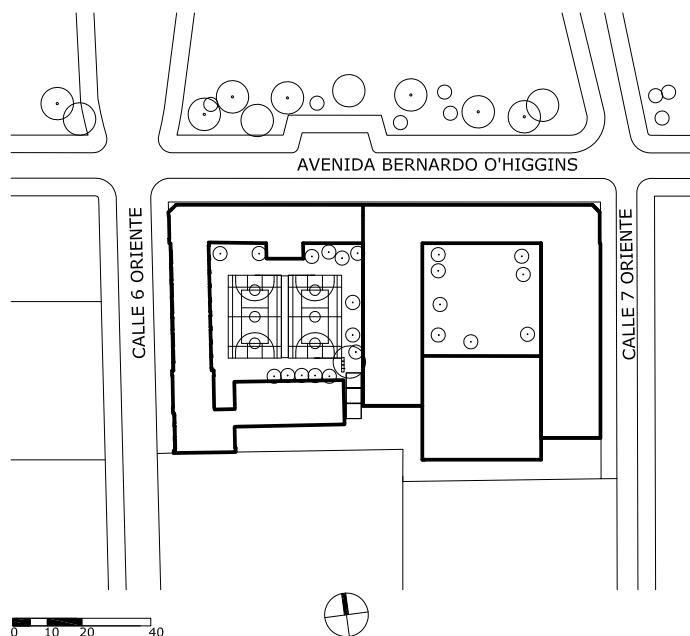 AVENIDA BERNARDO O'HIGGINS
CALLE 6 ORIENTE
CALLE 7 ORIENTE
0 10 20 40